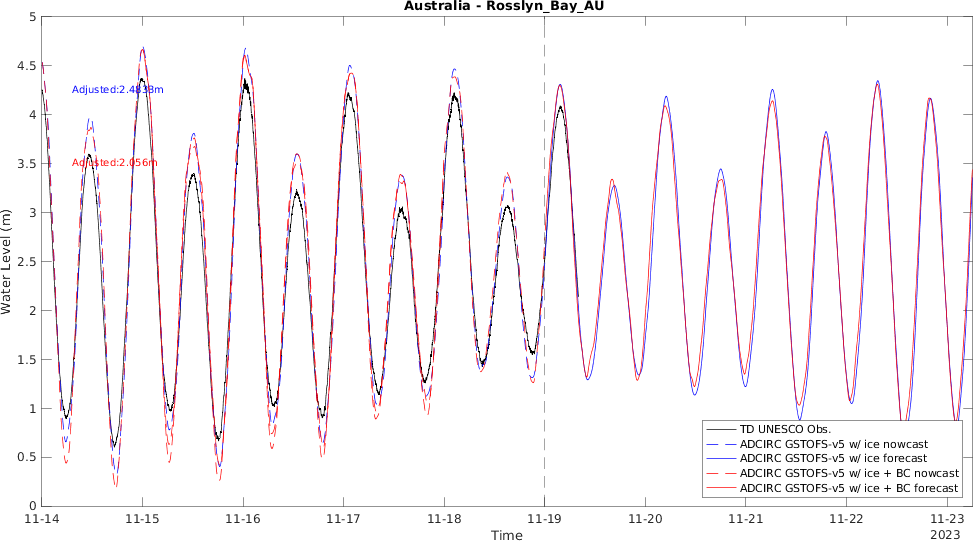 Australia - Rosslyn_Bay_AU
5
4.5
Adjusted:2.4833m
4
3.5
Adjusted:2.056m
3
2.5
2
1.5
1
0.5
0
Water Level (m)
TD UNESCO Obs.
ADCIRC GSTOFS-v5 w/ ice nowcast
ADCIRC GSTOFS-v5 w/ ice forecast
ADCIRC GSTOFS-v5 w/ ice + BC nowcast
ADCIRC GSTOFS-v5 w/ ice + BC forecast
11-14 11-15 11-16 11-17 11-18 11-19 11-20 11-21 11-22 11-23
Time
2023